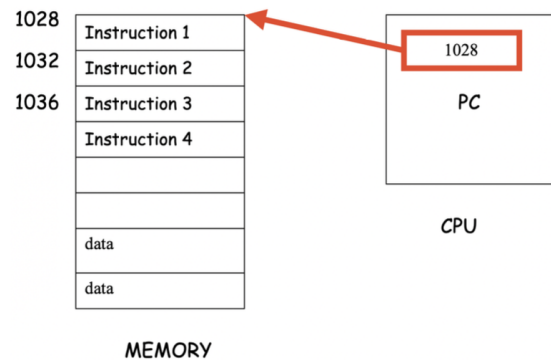 1028
Instruction 1
1032
Instruction 2
1036
Instruction 3
Instruction 4
data
data
MEMORY
1028
PC
CPU